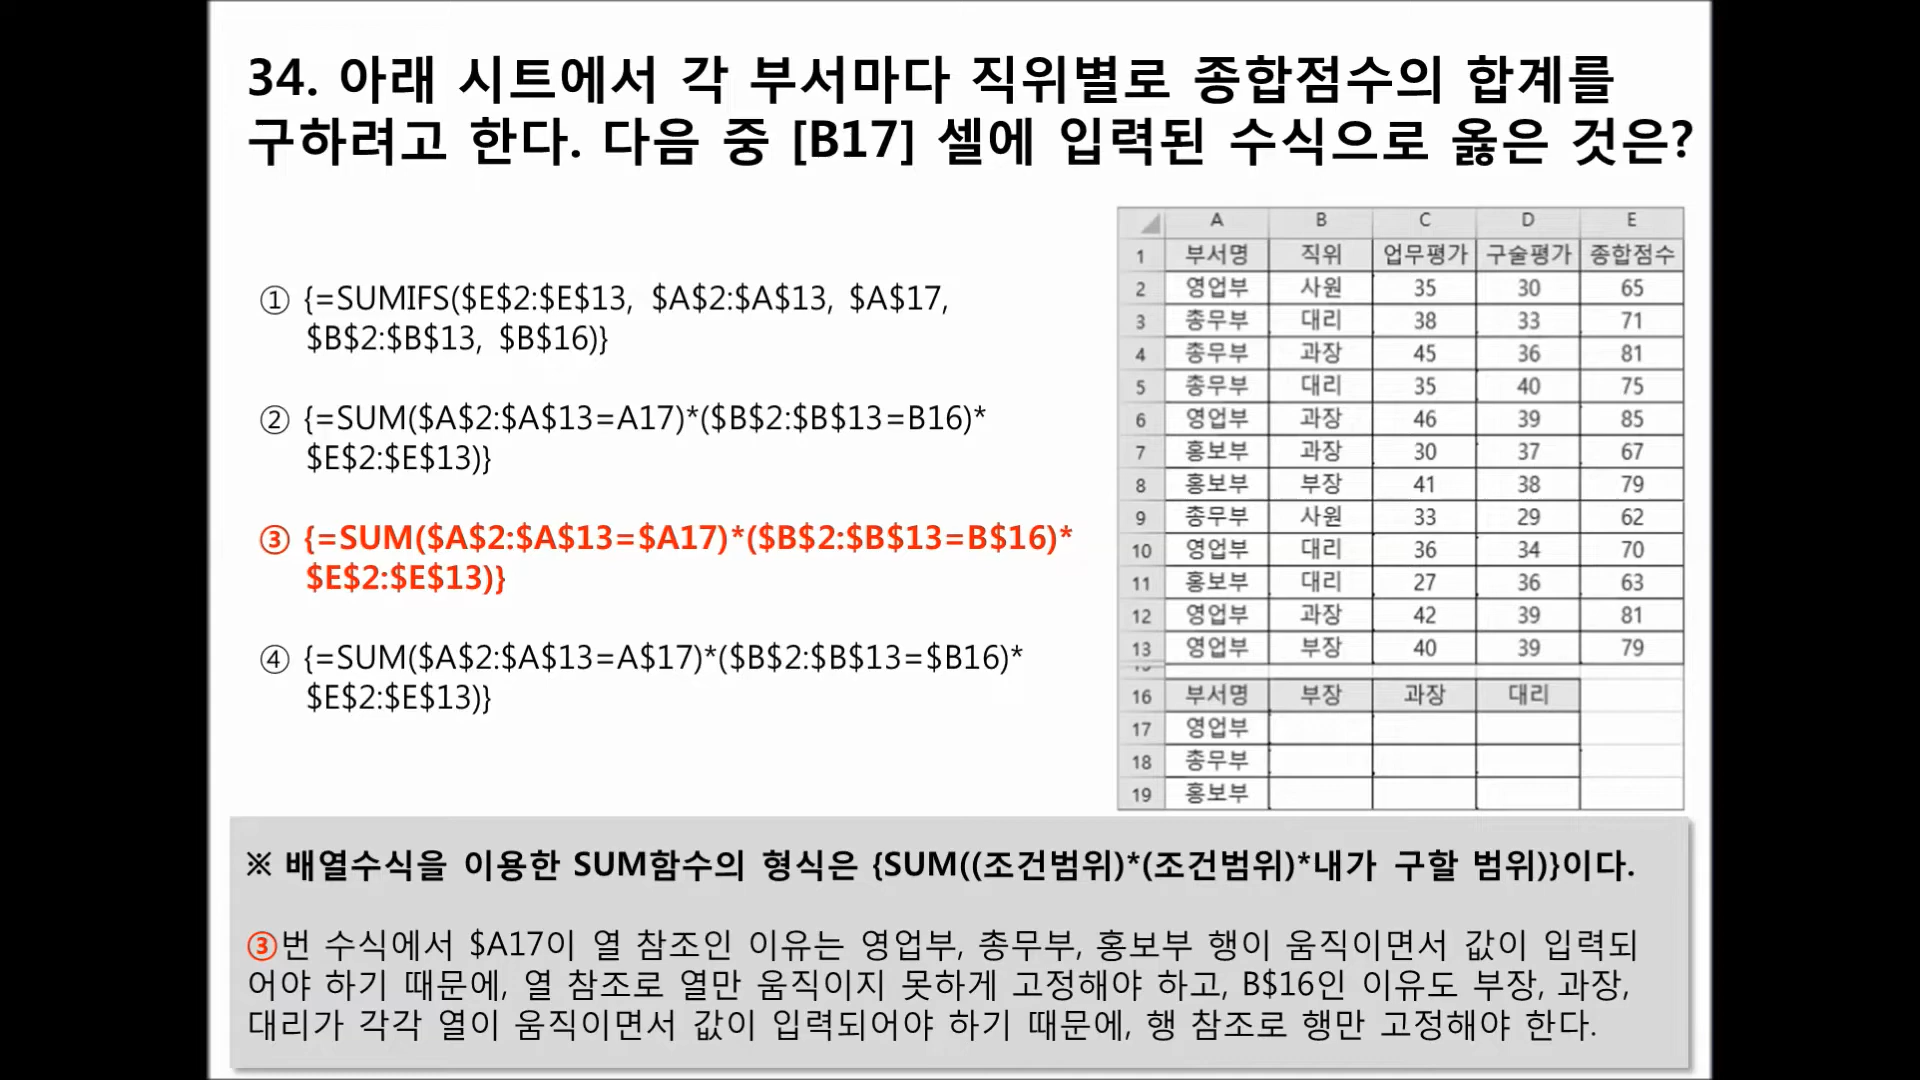 34. 아래 시트에서 각 부서마다 직위별로 종합점수의 합계를
구하려고 한다. 다음 중 [B17] 셀에 입력된 수식으로 옳은 것은?
① {=SUMIFS($E$2:$E$13, $A$2:$A$13, $A$17,
$B$2:$B$13, $B$16)}
② {=SUM($A$2:$A$13=A17)*($B$2:$B$13=B16)*
$E$2:$E$13)}
③ {=SUM($A$2:$A$13=$A17)*($B$2:$B$13=B$16)*
$E$2:$E$13)}
④ {=SUM($A$2:$A$13=A$17)*($B$2:$B$13=$B16)*
$E$2:$E$13)}
A B C D E
1 부서명 직위 업무평가 구술평가 종합점수
2 영업부 사원 35 30 65
3 총무부 대리 38 33 71
4 총무부 과장 45 36 81
5 총무부 대리 35 40 75
6 영업부 과장 46 39 85
7 홍보부 과장 30 37 67
8 홍보부 부장 41 38 79
9 총무부 사원 33 29 62
10 영업부 대리 36 34 70
11 홍보부 대리 27 36 63
12 영업부 과장 42 39 81
13 영업부 부장 40 39 79
16 부서명 부장 과장 대리
17 영업부
18 총무부
19 홍보부
※ 배열수식을 이용한 SUM함수의 형식은 {SUM((조건범위)*(조건범위)*내가 구할 범위)}이다.
③번 수식에서 $A17이 열 참조인 이유는 영업부, 총무부, 홍보부 행이 움직이면서 값이 입력되
어야 하기 때문에, 열 참조로 열만 움직이지 못하게 고정해야 하고, B$16인 이유도 부장, 과장,
대리가 각각 열이 움직이면서 값이 입력되어야 하기 때문에, 행 참조로 행만 고정해야 한다.